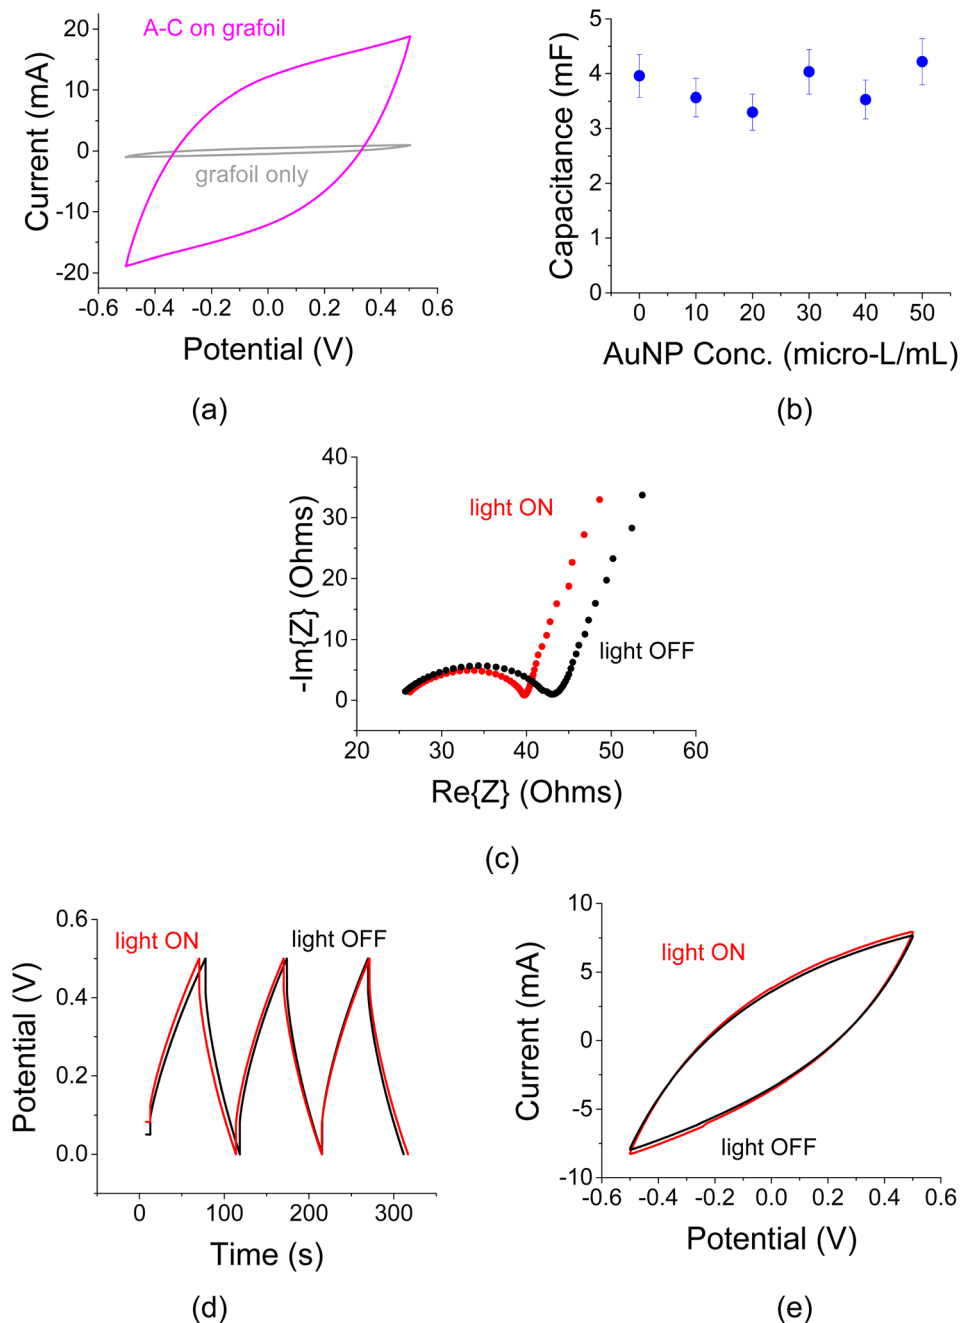 A-C on grafoil
grafoil only
Current (mA)
20
10
0
-10
-20
-0.6 -0.4 -0.2 0.0 0.2 0.4 0.6
Potential (V)
(a)
Capacitance (mF)
5
4
3
2
1
0
0 10 20 30 40 50
AuNP Conc. (micro-L/mL)
(b)
light ON
light OFF
-Im{Z} (Ohms)
40
30
20
10
0
20 30 40 50 60
Re{Z} (Ohms)
(c)
light ON light OFF
Potential (V)
0.6
0.4
0.2
0.0
0 100 200 300
Time (s)
(d)
light ON
light OFF
Current (mA)
10
5
0
-5
-10
-0.6 -0.4 -0.2 0.0 0.2 0.4 0.6
Potential (V)
(e)